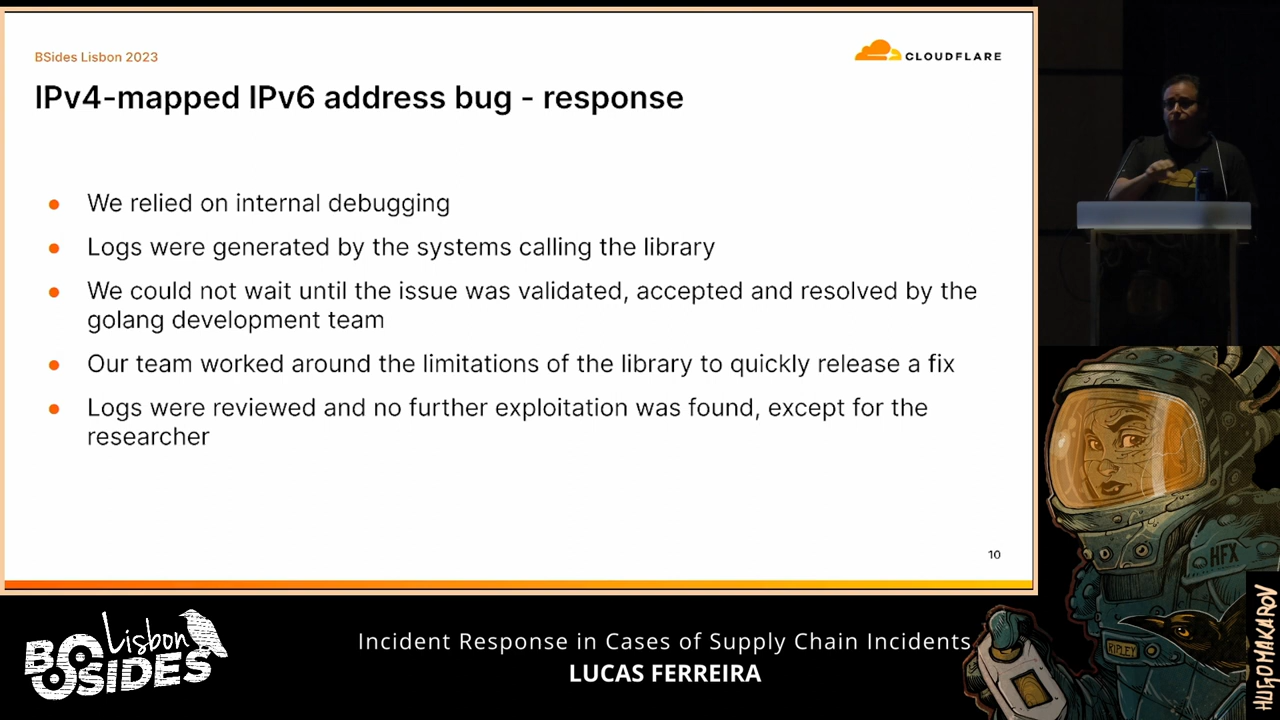 BSides Lisbon 2023
CLOUDFLARE
IPv4-mapped IPv6 address bug - response
● We relied on internal debugging
● Logs were generated by the systems calling the library
● We could not wait until the issue was validated, accepted and resolved by the
golang development team
● Our team worked around the limitations of the library to quickly release a fix
● Logs were reviewed and no further exploitation was found, except for the
researcher
10
HFX
RIPLEY
HUGOMAKAROV
Lisbon
BSIDES
Incident Response in Cases of Supply Chain Incidents
LUCAS FERREIRA